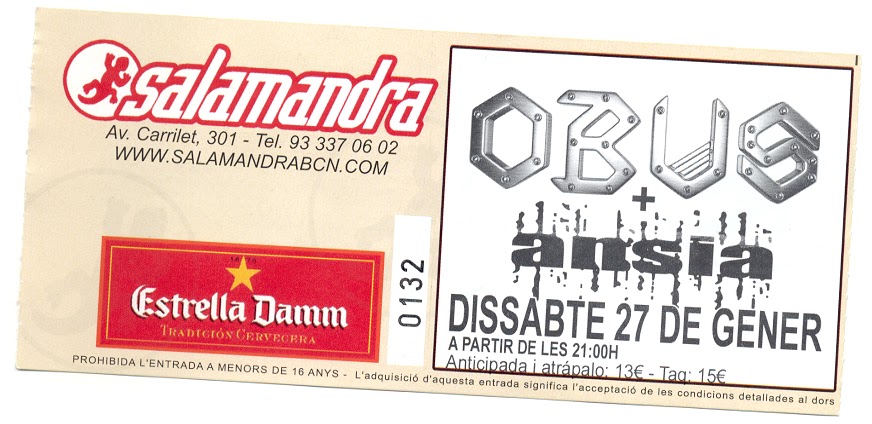 salamandra
Av. Carrilet, 301 - Tel. 93 337 06 02
WWW.SALAMANDRABCN.COM
1876
Estrella Damm
TRADICIÓN CERVECERA
0132
OBUS
+
ansia
DISSABTE 27 DE GENER
A PARTIR DE LES 21:00H
Anticipada i atrápalo: 13€ - Taq: 15€
PROHIBIDA L'ENTRADA A MENORS DE 16 ANYS - L'adquisició d'aquesta entrada significa l'acceptació de les condicions detallades al dors